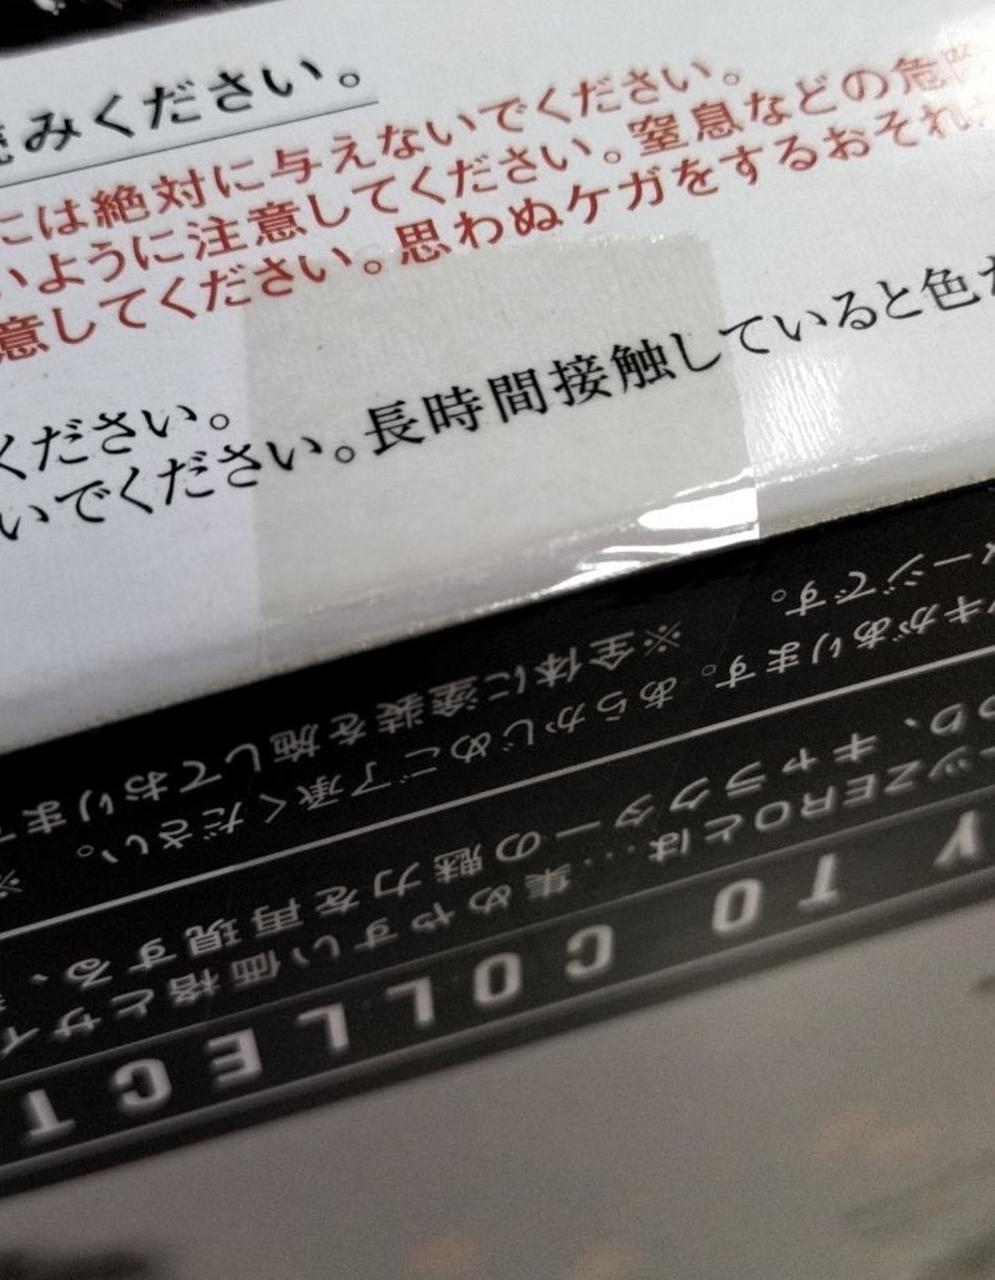 読みください。
には絶対に与えないでください。
いように注意してください。窒息などの危険
意してください。思わぬケガをするおそれが
ください。
いでください。長時間接触していると色が
メージです。
※全体に塗装を施しておりま
キがあります。あらかじめご了承ください。※
り、キャラクターの魅力を再現する、
ツZEROとは…集めやすい価格とサイ
Y TO COLLECT